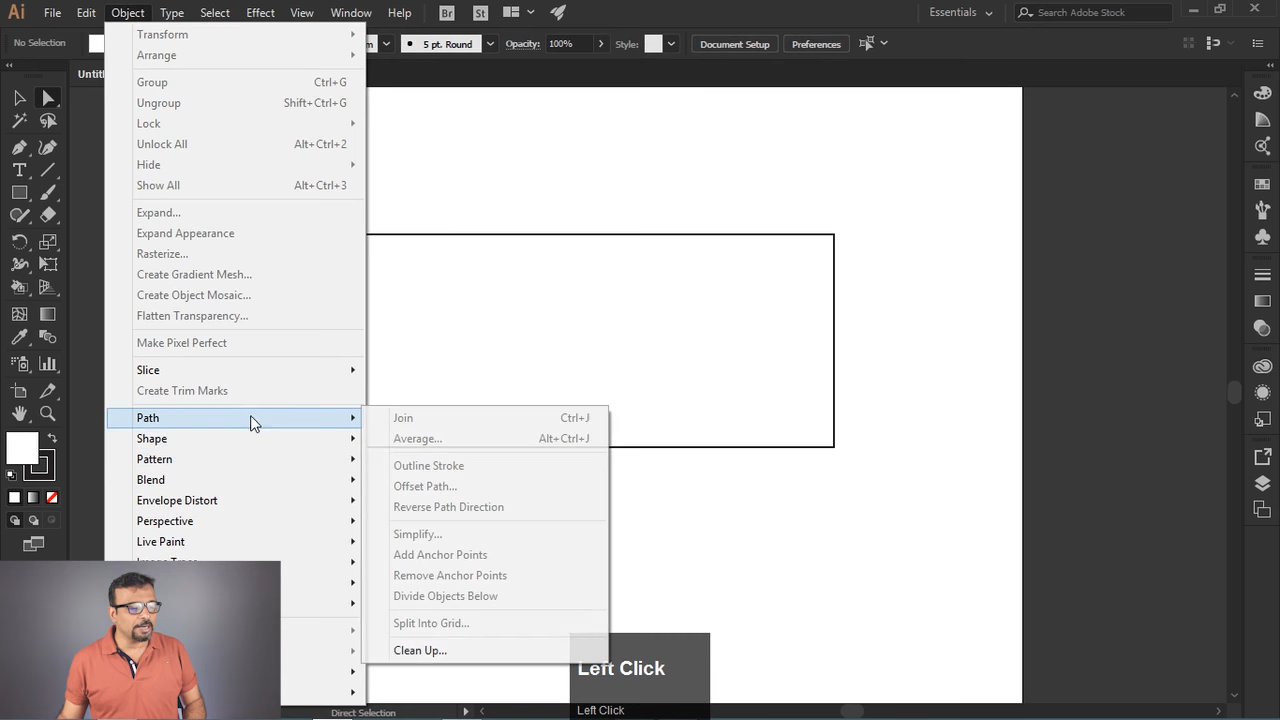 Ai File Edit Object Type Select Effect View Window Help Br St Essentials Search Adobe Stock
No Selection 5 pt. Round Opacity: 100% Style: Document Setup Preferences
Transform
Arrange
Group Ctrl+G
Ungroup Shift+Ctrl+G
Lock
Unlock All Alt+Ctrl+2
Hide
Show All Alt+Ctrl+3
Expand...
Expand Appearance
Rasterize...
Create Gradient Mesh...
Create Object Mosaic...
Flatten Transparency...
Make Pixel Perfect
Slice
Create Trim Marks
Path
Shape
Pattern
Blend
Envelope Distort
Perspective
Live Paint
Join Ctrl+J
Average... Alt+Ctrl+J
Outline Stroke
Offset Path...
Reverse Path Direction
Simplify...
Add Anchor Points
Remove Anchor Points
Divide Objects Below
Split Into Grid...
Clean Up...
Left Click
Left Click
Direct Selection